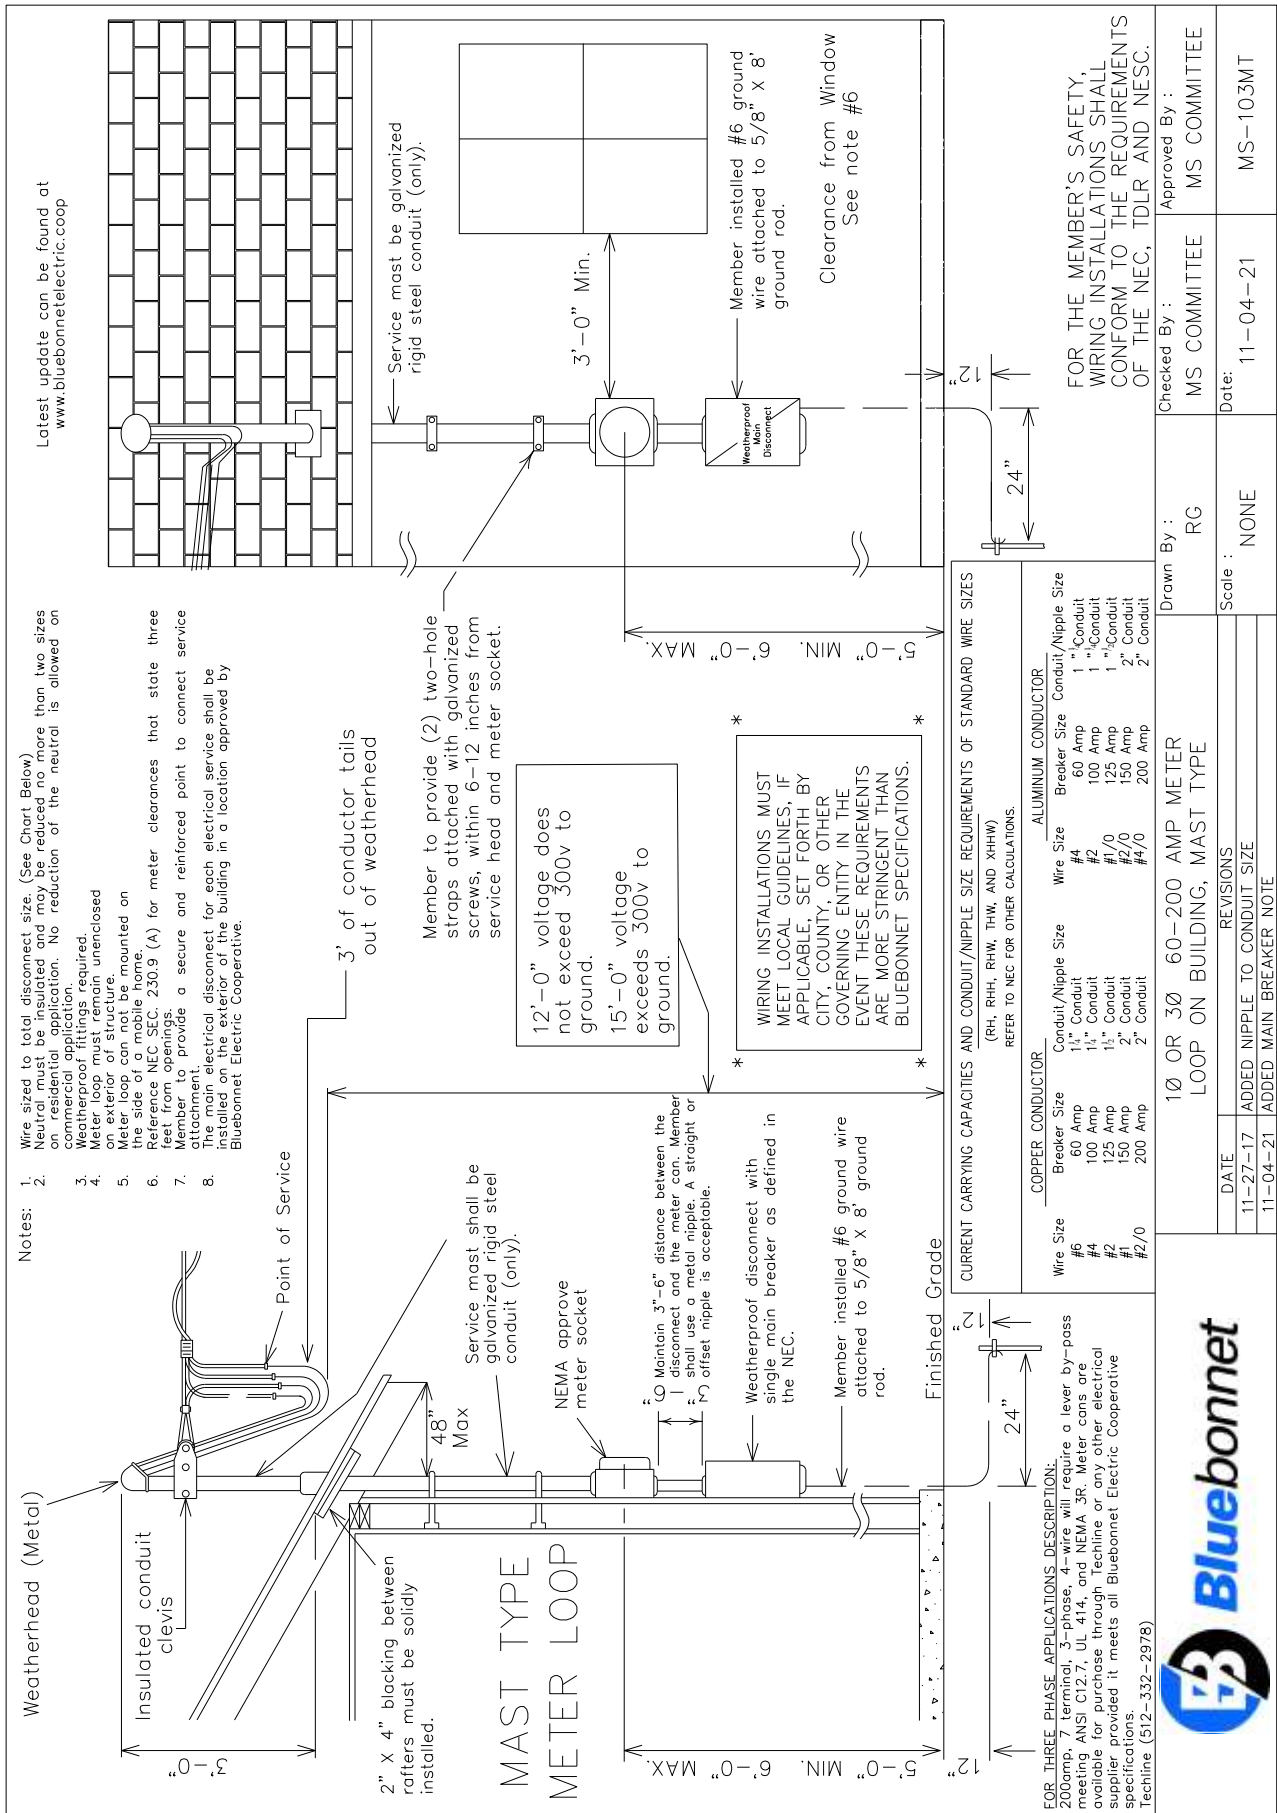 Latest update can be found at
www.bluebonnetelectric.coop
Notes:
1. Wire sized to total disconnect size. (See Chart Below)
2. Neutral must be insulated and may be reduced no more than two sizes
on residential application. No reduction of the neutral is allowed on
commercial application.
3. Weatherproof fittings required.
4. Meter loop must remain unenclosed
on exterior of structure.
5. Meter loop can not be mounted on
the side of a mobile home.
6. Reference NEC SEC. 230.9 (A) for meter clearances that state three
feet from openings.
7. Member to provide a secure and reinforced point to connect service
attachment.
8. The main electrical disconnect for each electrical service shall be
installed on the exterior of the building in a location approved by
Bluebonnet Electric Cooperative.
Weatherhead (Metal)
Insulated conduit
clevis
3'-0"
Point of Service
3' of conductor tails
out of weatherhead
2" X 4" blacking between
rafters must be solidly
installed.
48"
Max
Service mast shall be
galvanized rigid steel
conduit (only).
MAST TYPE
METER LOOP
NEMA approve
meter socket
3"-6"
Maintain 3"-6" distance between the
disconnect and the meter can. Member
shall use a metal nipple. A straight or
offset nipple is acceptable.
Weatherproof disconnect with
single main breaker as defined in
the NEC.
Member installed #6 ground wire
attached to 5/8" X 8' ground
rod.
5'-0" MIN. 6'-0" MAX.
Finished Grade
12"
12"
24"
12'-0" voltage does
not exceed 300v to
ground.
15'-0" voltage
exceeds 300v to
ground.
Member to provide (2) two-hole
straps attached with galvanized
screws, within 6-12 inches from
service head and meter socket.
* *
WIRING INSTALLATIONS MUST
MEET LOCAL GUIDELINES, IF
APPLICABLE, SET FORTH BY
CITY, COUNTY, OR OTHER
GOVERNING ENTITY IN THE
EVENT THESE REQUIREMENTS
ARE MORE STRINGENT THAN
BLUEBONNET SPECIFICATIONS.
* *
Service mast must be galvanized
rigid steel conduit (only).
3'-0" Min.
Weatherproof
Main
Disconnect
Member installed #6 ground
wire attached to 5/8" X 8'
ground rod.
Clearance from Window
See note #6
5'-0" MIN. 6'-0" MAX.
12"
24"
FOR THREE PHASE APPLICATIONS DESCRIPTION:
200amp, 7 terminal, 3-phase, 4-wire will require a lever by-pass
meeting ANSI C12.7, UL 414, and NEMA 3R. Meter cans are
available for purchase through Techline or any other electrical
supplier provided it meets all Bluebonnet Electric Cooperative
specifications.
Techline (512-332-2978)
CURRENT CARRYING CAPACITIES AND CONDUIT/NIPPLE SIZE REQUIREMENTS OF STANDARD WIRE SIZES
(RH, RHH, RHW, THW, AND XHHW)
REFER TO NEC FOR OTHER CALCULATIONS.
COPPER CONDUCTOR ALUMINUM CONDUCTOR
Wire Size Breaker Size Conduit/Nipple Size Wire Size Breaker Size Conduit/Nipple Size
#6 60 Amp 1¼" Conduit #4 60 Amp 1 "¼Conduit
#4 100 Amp 1¼" Conduit #2 100 Amp 1 "¼Conduit
#2 125 Amp 1½" Conduit #1/0 125 Amp 1 "½Conduit
#1 150 Amp 2" Conduit #2/0 150 Amp 2" Conduit
#2/0 200 Amp 2" Conduit #4/0 200 Amp 2" Conduit
FOR THE MEMBER'S SAFETY,
WIRING INSTALLATIONS SHALL
CONFORM TO THE REQUIREMENTS
OF THE NEC, TDLR AND NESC.
Bluebonnet
1Ø OR 3Ø 60-200 AMP METER
LOOP ON BUILDING, MAST TYPE
DATE REVISIONS
11-27-17 ADDED NIPPLE TO CONDUIT SIZE
11-04-21 ADDED MAIN BREAKER NOTE
Drawn By : RG
Checked By : MS COMMITTEE
Approved By : MS COMMITTEE
Scale : NONE
Date: 11-04-21
MS-103MT